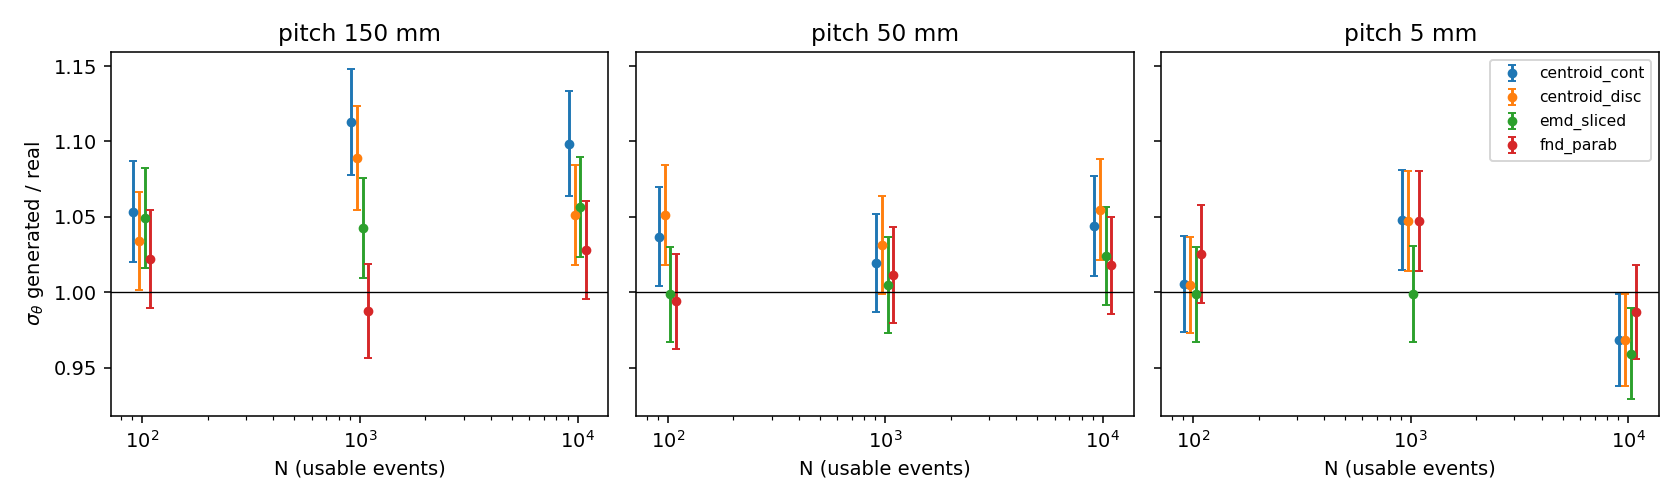 pitch 150 mm
pitch 50 mm
pitch 5 mm
σθ generated / real
1.15
1.10
1.05
1.00
0.95
centroid_cont
centroid_disc
emd_sliced
fnd_parab
10² 10³ 10⁴
10² 10³ 10⁴
10² 10³ 10⁴
N (usable events)
N (usable events)
N (usable events)